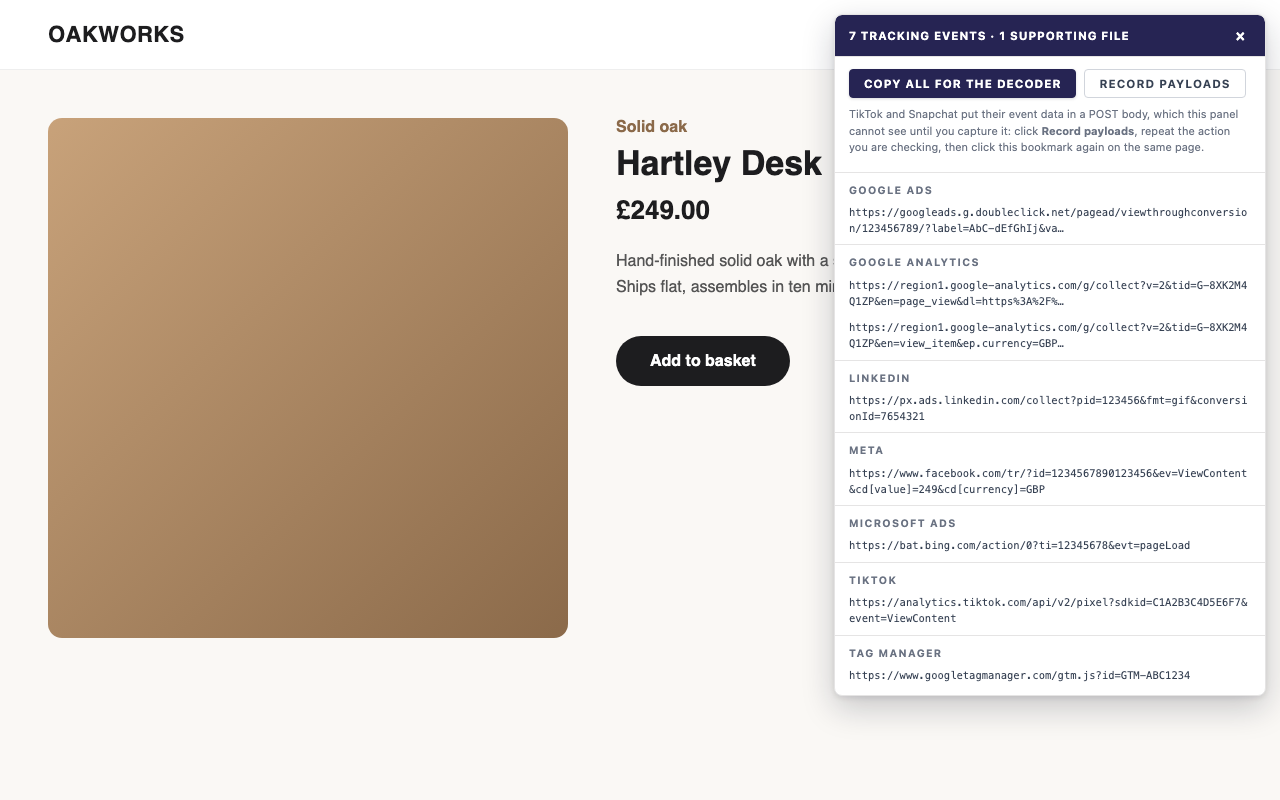 OAKWORKS
Solid oak
Hartley Desk
£249.00
Hand-finished solid oak with a
Ships flat, assembles in ten
Add to basket
7 TRACKING EVENTS · 1 SUPPORTING FILE ×
COPY ALL FOR THE DECODER
RECORD PAYLOADS
TikTok and Snapchat put their event data in a POST body, which this panel
cannot see until you capture it: click Record payloads, repeat the action
you are checking, then click this bookmark again on the same page.
GOOGLE ADS
https://googleads.g.doubleclick.net/pagead/viewthroughconversio
n/123456789/?label=AbC-dEfGhIj&va…
GOOGLE ANALYTICS
https://region1.google-analytics.com/g/collect?v=2&tid=G-8XK2M4
Q1ZP&en=page_view&dl=https%3A%2F%…
https://region1.google-analytics.com/g/collect?v=2&tid=G-8XK2M4
Q1ZP&en=view_item&ep.currency=GBP…
LINKEDIN
https://px.ads.linkedin.com/collect?pid=123456&fmt=gif&conversi
onId=7654321
META
https://www.facebook.com/tr/?id=1234567890123456&ev=ViewContent
&cd[value]=249&cd[currency]=GBP
MICROSOFT ADS
https://bat.bing.com/action/0?ti=12345678&evt=pageLoad
TIKTOK
https://analytics.tiktok.com/api/v2/pixel?sdkid=C1A2B3C4D5E6F7&
event=ViewContent
TAG MANAGER
https://www.googletagmanager.com/gtm.js?id=GTM-ABC1234